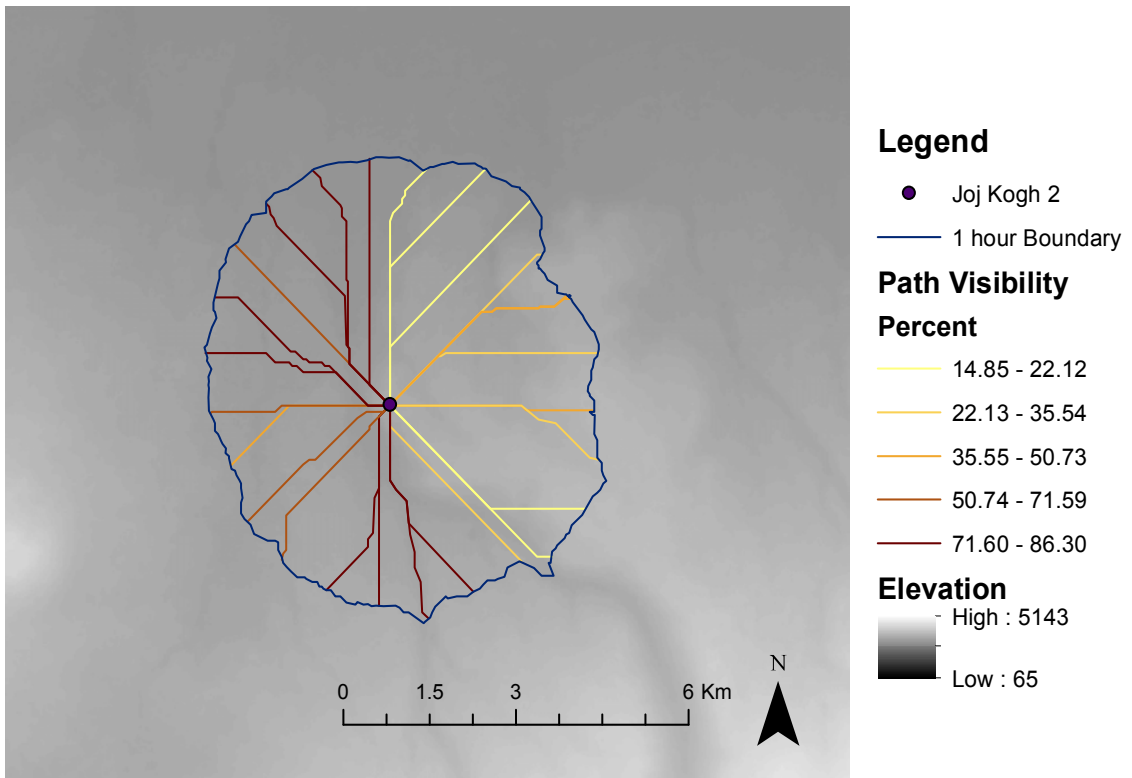 Legend
Joj Kogh 2
1 hour Boundary
Path Visibility
Percent
14.85 - 22.12
22.13 - 35.54
35.55 - 50.73
50.74 - 71.59
71.60 - 86.30
Elevation
High : 5143
Low : 65
N
0 1.5 3 6 Km